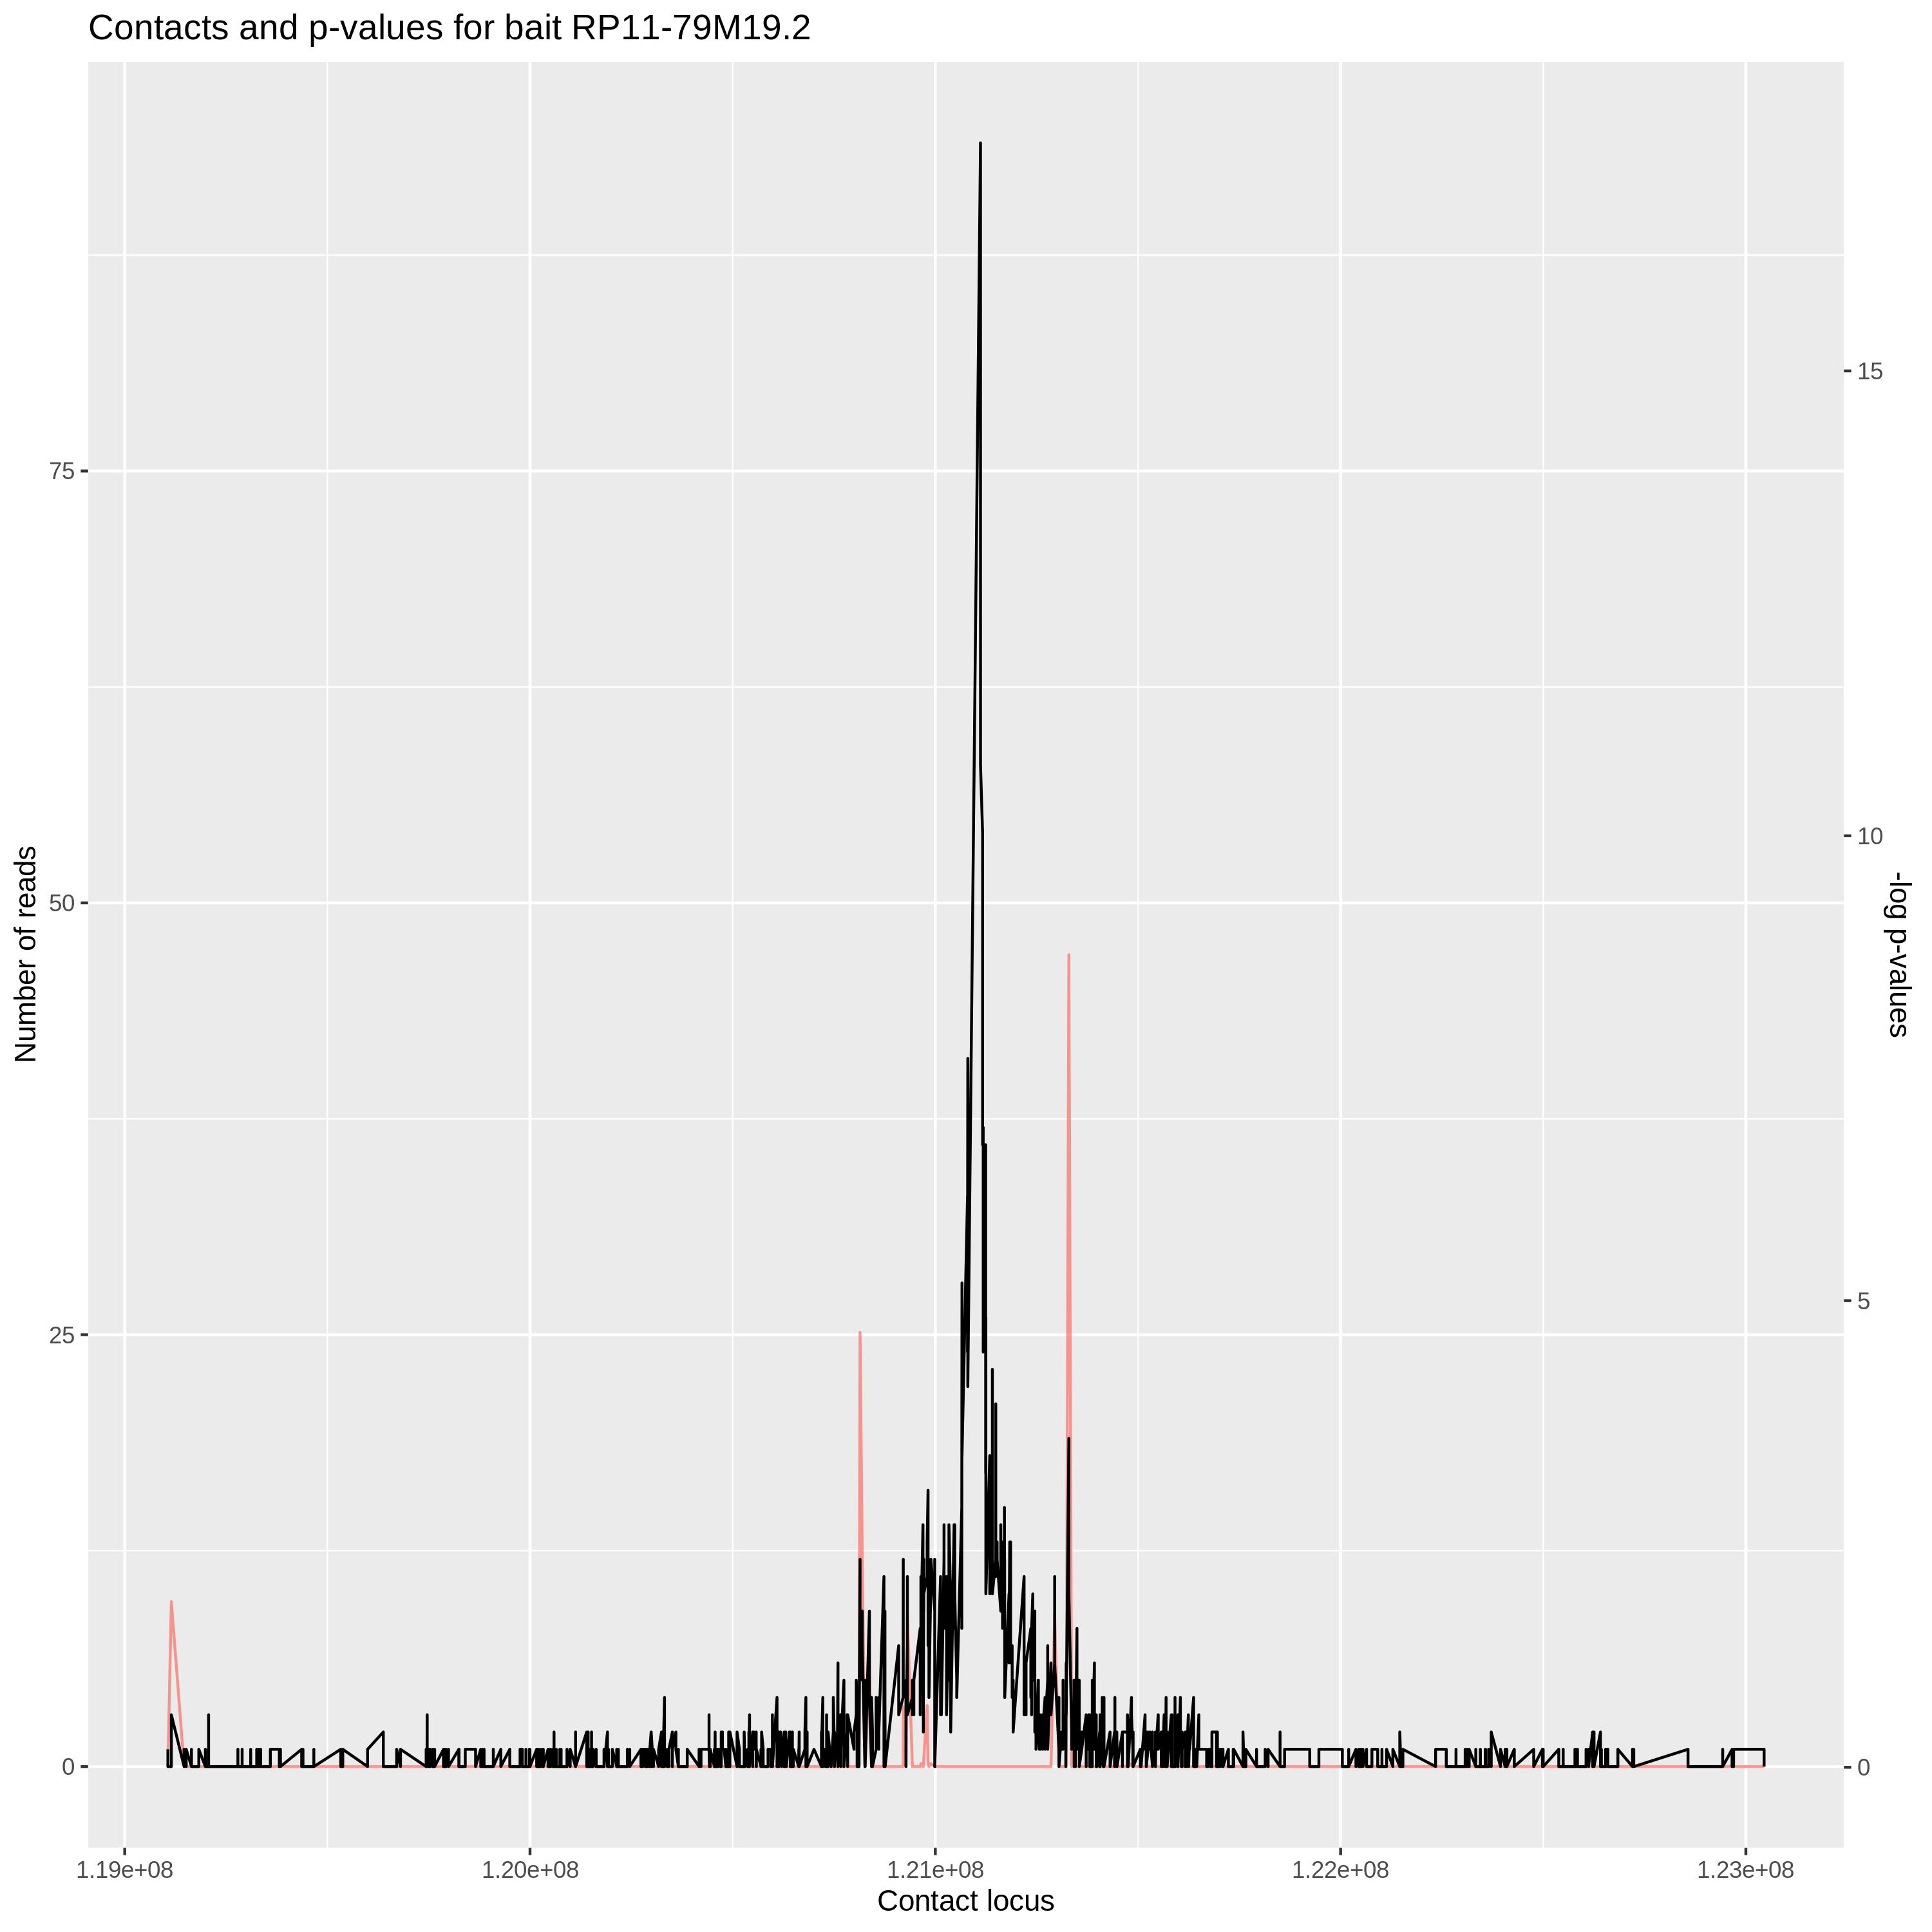 Contacts and p-values for bait RP11-79M19.2
Number of reads
75
50
25
0
15
10
5
0
-log p-values
1.19e+08 1.20e+08 1.21e+08 1.22e+08 1.23e+08
Contact locus